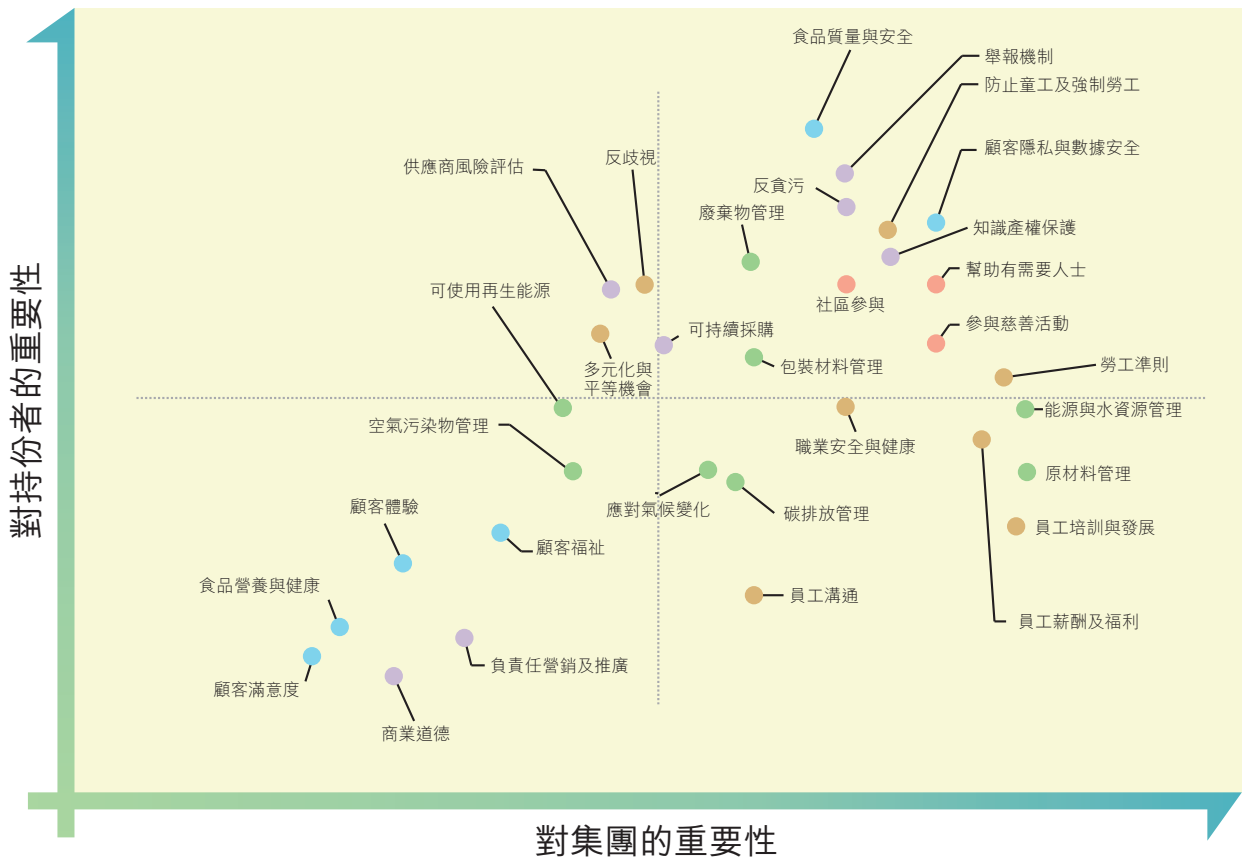 食品質量與安全
舉報機制
防止童工及強制勞工
顧客隱私與數據安全
反歧視
供應商風險評估
反貪污
廢棄物管理
知識產權保護
幫助有需要人士
可使用再生能源
社區參與
參與慈善活動
可持續採購
多元化與
平等機會
包裝材料管理
勞工準則
能源與水資源管理
空氣污染物管理
職業安全與健康
原材料管理
顧客體驗
應對氣候變化
碳排放管理
員工培訓與發展
顧客福祉
食品營養與健康
員工溝通
員工薪酬及福利
負責任營銷及推廣
顧客滿意度
商業道德
對持份者的重要性
對集團的重要性